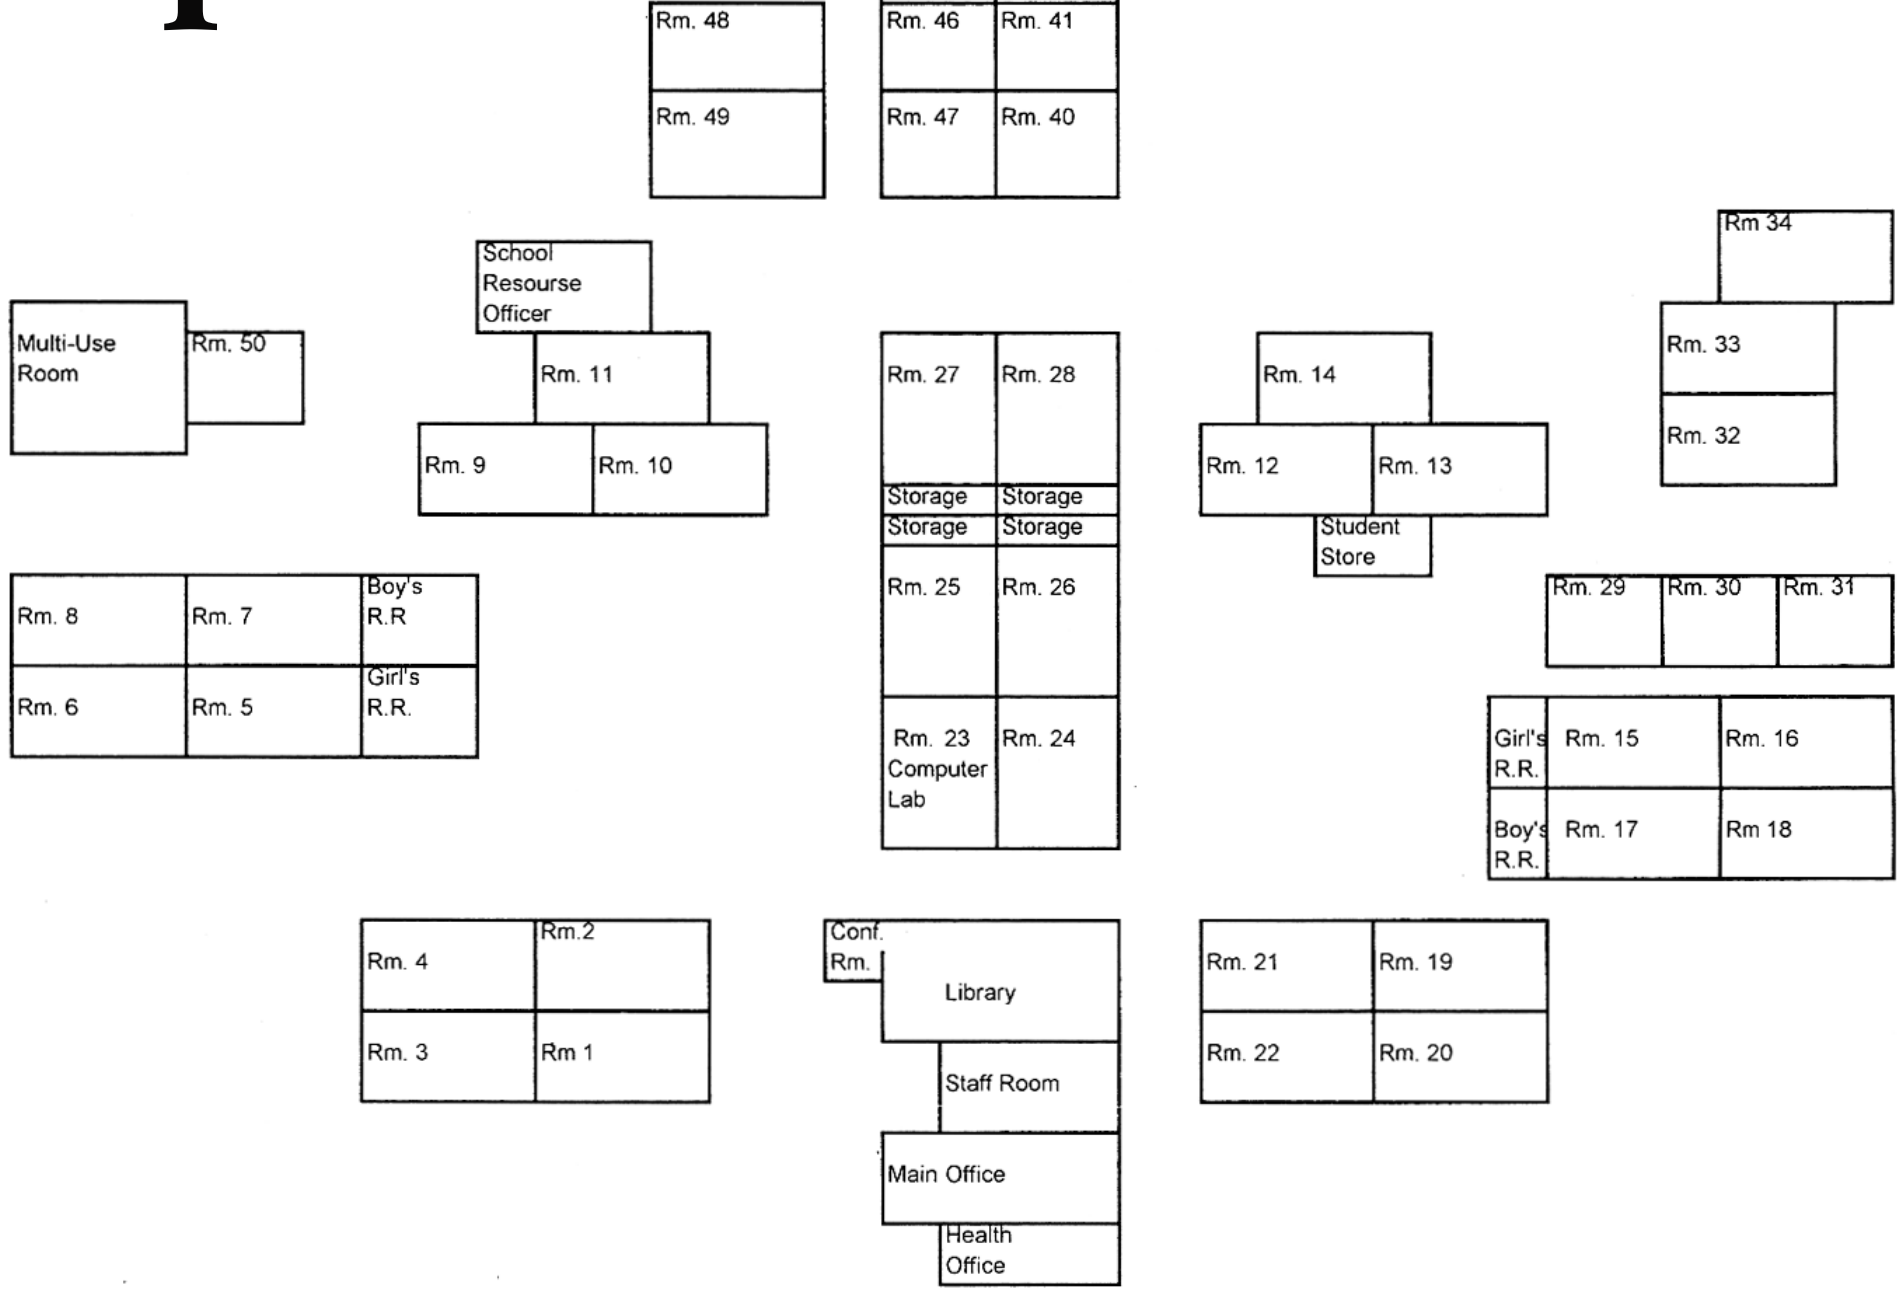 Rm. 48
Rm. 46
Rm. 41
Rm. 49
Rm. 47
Rm. 40
Rm 34
School
Resourse
Officer
Multi-Use
Room
Rm. 50
Rm. 11
Rm. 27
Rm. 28
Rm. 14
Rm. 33
Rm. 9
Rm. 10
Rm. 12
Rm. 13
Rm. 32
Storage
Storage
Storage
Storage
Student
Store
Rm. 8
Rm. 7
Boy's
R.R
Rm. 25
Rm. 26
Rm. 29
Rm. 30
Rm. 31
Rm. 6
Rm. 5
Girl's
R.R.
Rm. 23
Computer
Lab
Rm. 24
Girl's
R.R.
Rm. 15
Rm. 16
Boy's
R.R.
Rm. 17
Rm 18
Rm. 4
Rm.2
Conf.
Rm.
Library
Rm. 21
Rm. 19
Rm. 3
Rm 1
Staff Room
Rm. 22
Rm. 20
Main Office
Health
Office